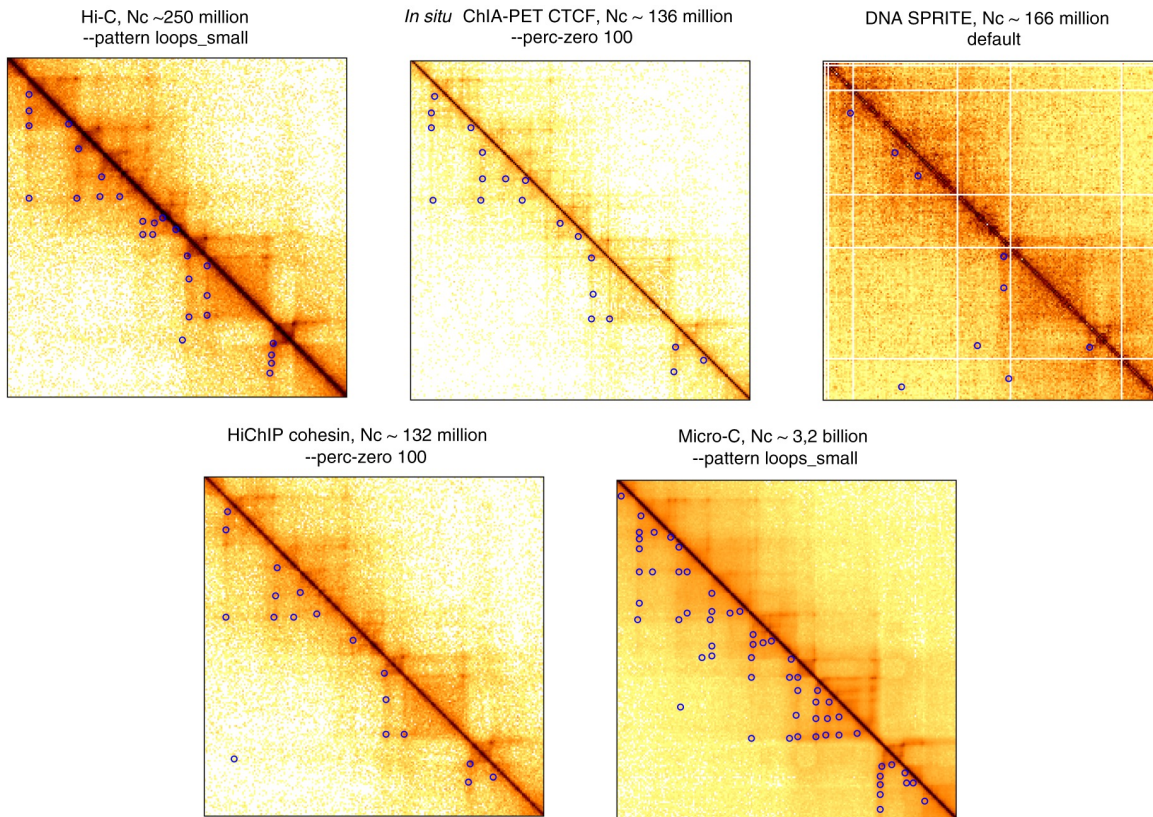 Hi-C, Nc ~250 million
--pattern loops_small
In situ ChIA-PET CTCF, Nc ~ 136 million
--perc-zero 100
DNA SPRITE, Nc ~ 166 million
default
HiChIP cohesin, Nc ~ 132 million
--perc-zero 100
Micro-C, Nc ~ 3,2 billion
--pattern loops_small